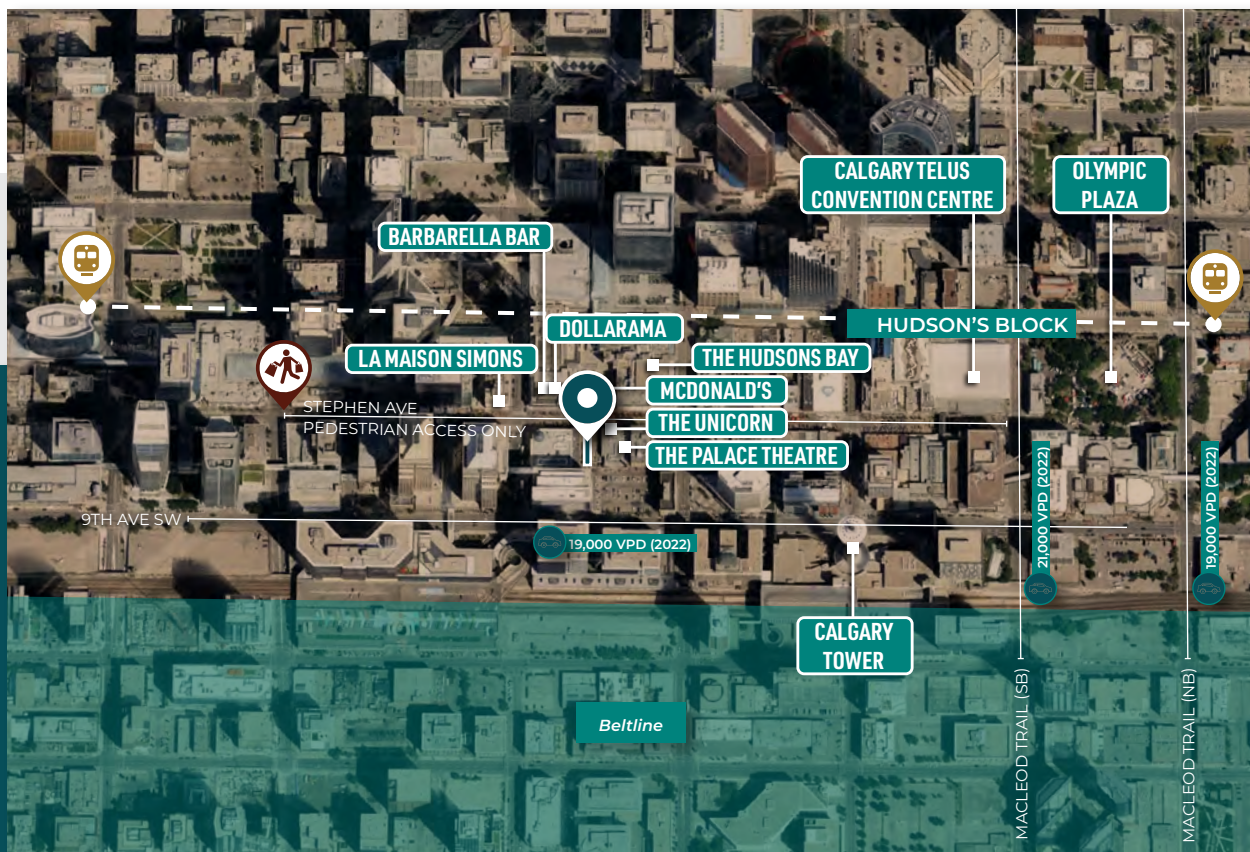 CALGARY TELUS
CONVENTION CENTRE
OLYMPIC
PLAZA
BARBARELLA BAR
HUDSON'S BLOCK
DOLLARAMA
LA MAISON SIMONS
THE HUDSONS BAY
MCDONALD'S
STEPHEN AVE
PEDESTRIAN ACCESS ONLY
THE UNICORN
THE PALACE THEATRE
9TH AVE SW
19,000 VPD (2022)
21,000 VPD (2022)
19,000 VPD (2022)
CALGARY
TOWER
Beltline
MACLEOD TRAIL (SB)
MACLEOD TRAIL (NB)